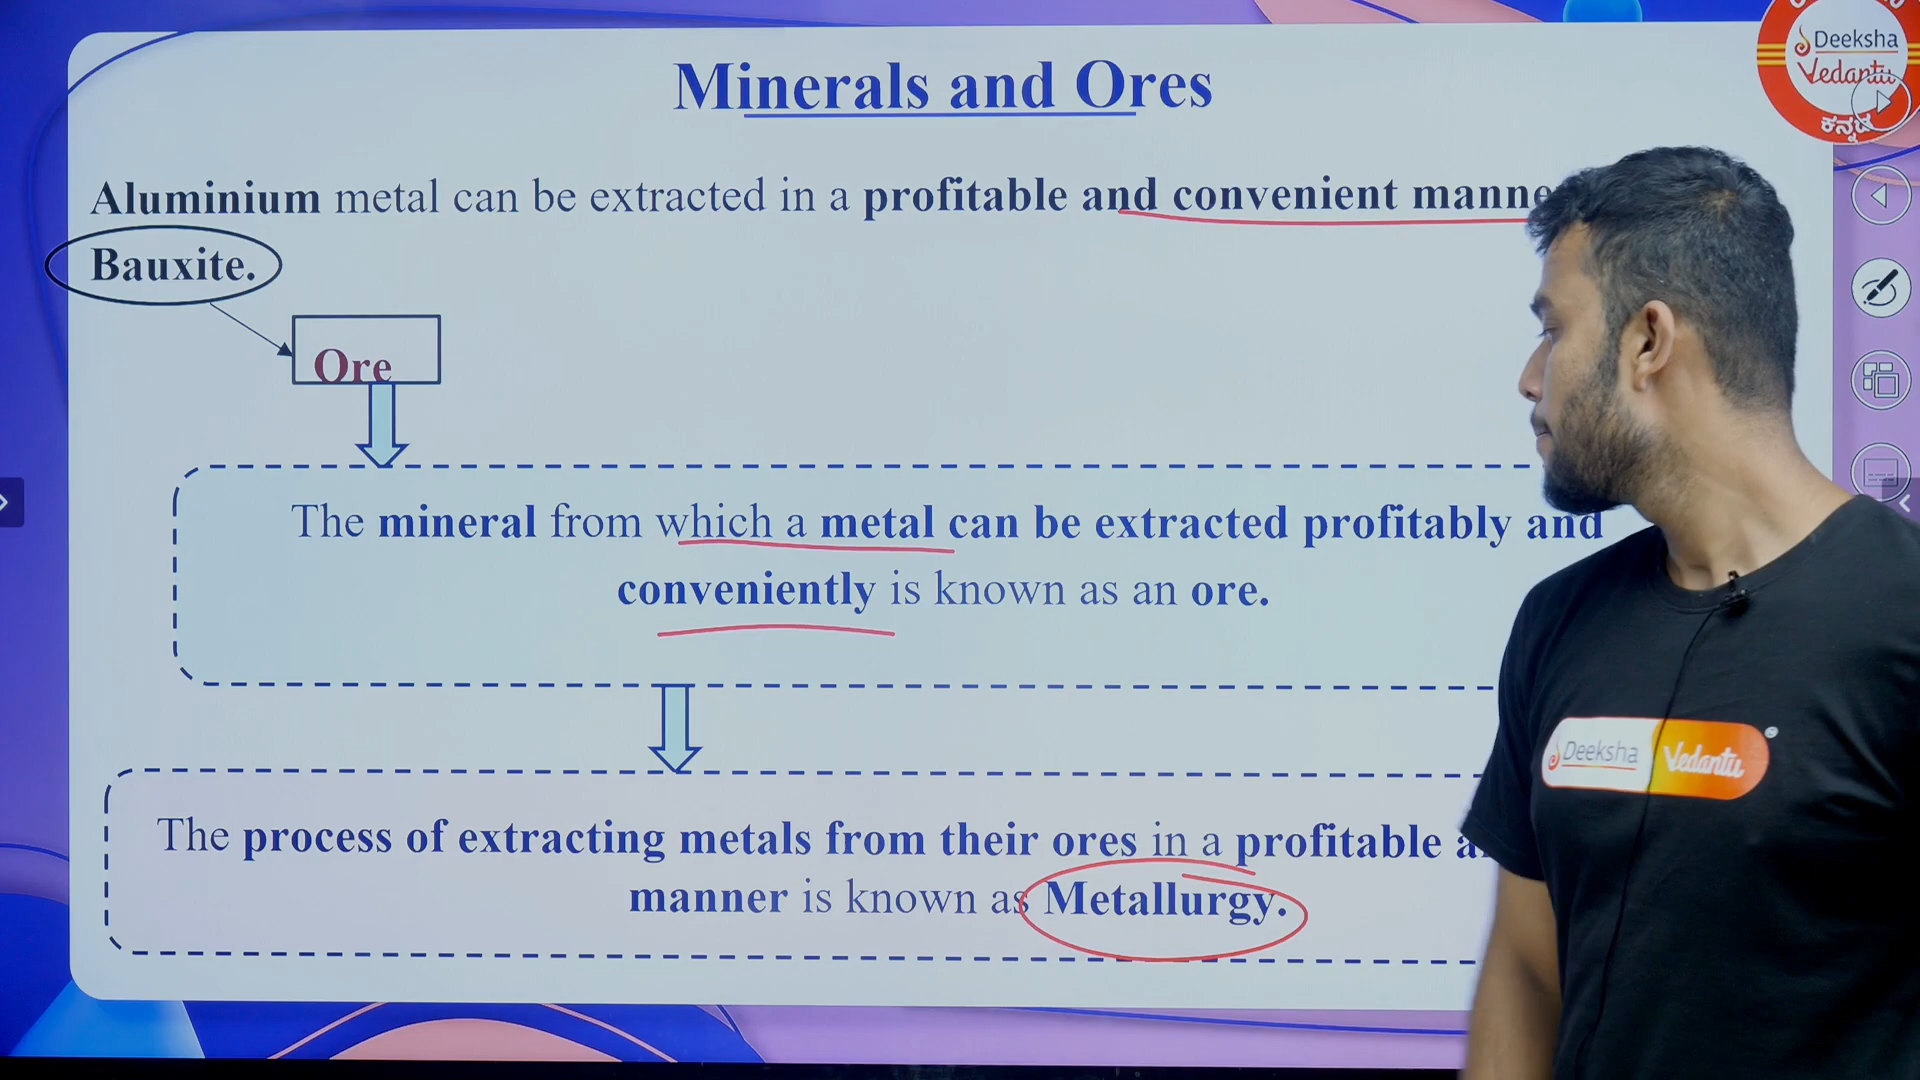 Minerals and Ores
Deeksha
Vedantu
ಕನ್ನಡ
Aluminium metal can be extracted in a profitable and convenient manne
Bauxite.
Ore
The mineral from which a metal can be extracted profitably and
conveniently is known as an ore.
The process of extracting metals from their ores in a profitable a
manner is known as Metallurgy.
Deeksha Vedantu